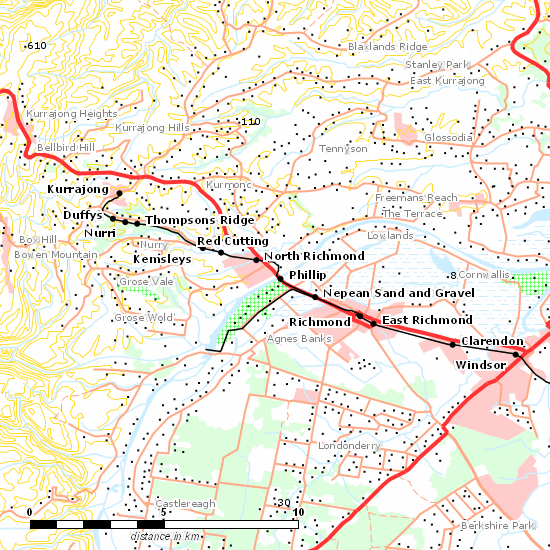 610
Blaxlands Ridge
Stanley Park
East Kurrajong
Kurrajong Heights
110
Kurrajong Hills
Glossodia
Bellbird Hill
Tennyson
Kurrajong
Kurmonc
Freemans Reach
Duffys
Thompsons Ridge
The Terrace
Nurri
Lowlands
Box Hill
Nurry
Red Cutting
Bowen Mountain
Kemsleys
North Richmond
Phillip
8
Cornwallis
Grose Vale
Nepean Sand and Gravel
Grose Wold
Richmond
East Richmond
Agnes Banks
Clarendon
Windsor
Londonderry
Castlereagh
30
0 5 10
distance in km
Berkshire Park